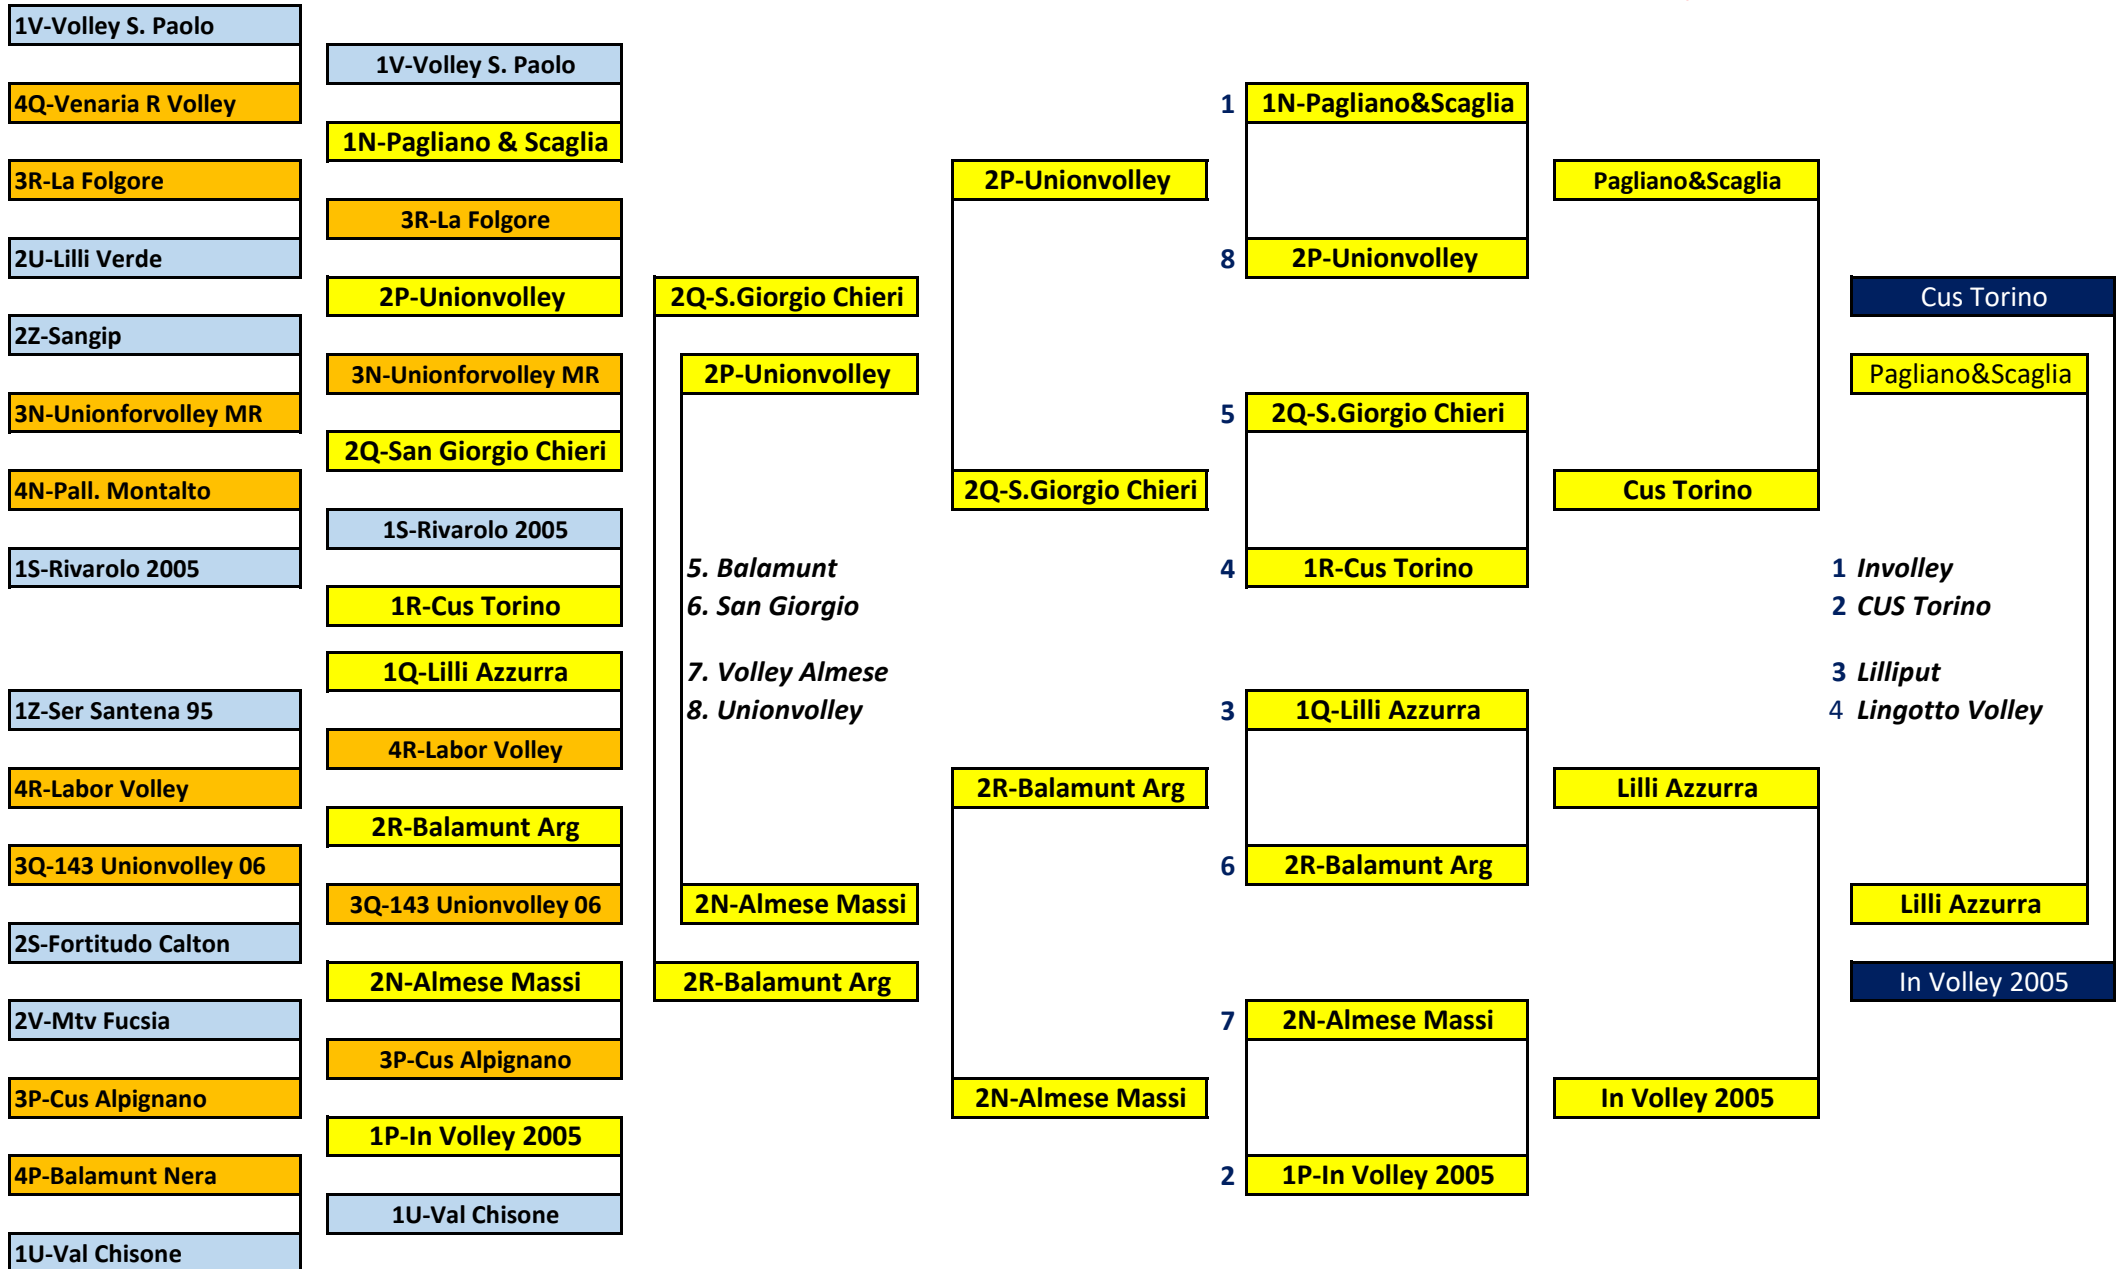 1V-Volley S. Paolo
4Q-Venaria R Volley
3R-La Folgore
2U-Lilli Verde
2Z-Sangip
3N-Unionforvolley MR
4N-Pall. Montalto
1S-Rivarolo 2005
1Z-Ser Santena 95
4R-Labor Volley
3Q-143 Unionvolley 06
2S-Fortitudo Calton
2V-Mtv Fucsia
3P-Cus Alpignano
4P-Balamunt Nera
1U-Val Chisone
1V-Volley S. Paolo
1N-Pagliano & Scaglia
3R-La Folgore
2P-Unionvolley
3N-Unionforvolley MR
2Q-San Giorgio Chieri
1S-Rivarolo 2005
1R-Cus Torino
1Q-Lilli Azzurra
4R-Labor Volley
2R-Balamunt Arg
3Q-143 Unionvolley 06
2N-Almese Massi
3P-Cus Alpignano
1P-In Volley 2005
1U-Val Chisone
2Q-S.Giorgio Chieri
2P-Unionvolley
5. Balamunt
6. San Giorgio
7. Volley Almese
8. Unionvolley
2N-Almese Massi
2R-Balamunt Arg
2P-Unionvolley
2Q-S.Giorgio Chieri
2R-Balamunt Arg
2N-Almese Massi
1 1N-Pagliano&Scaglia
8 2P-Unionvolley
5 2Q-S.Giorgio Chieri
4 1R-Cus Torino
3 1Q-Lilli Azzurra
6 2R-Balamunt Arg
7 2N-Almese Massi
2 1P-In Volley 2005
Pagliano&Scaglia
Cus Torino
Lilli Azzurra
In Volley 2005
Cus Torino
Pagliano&Scaglia
1 Involley
2 CUS Torino
3 Lilliput
4 Lingotto Volley
Lilli Azzurra
In Volley 2005